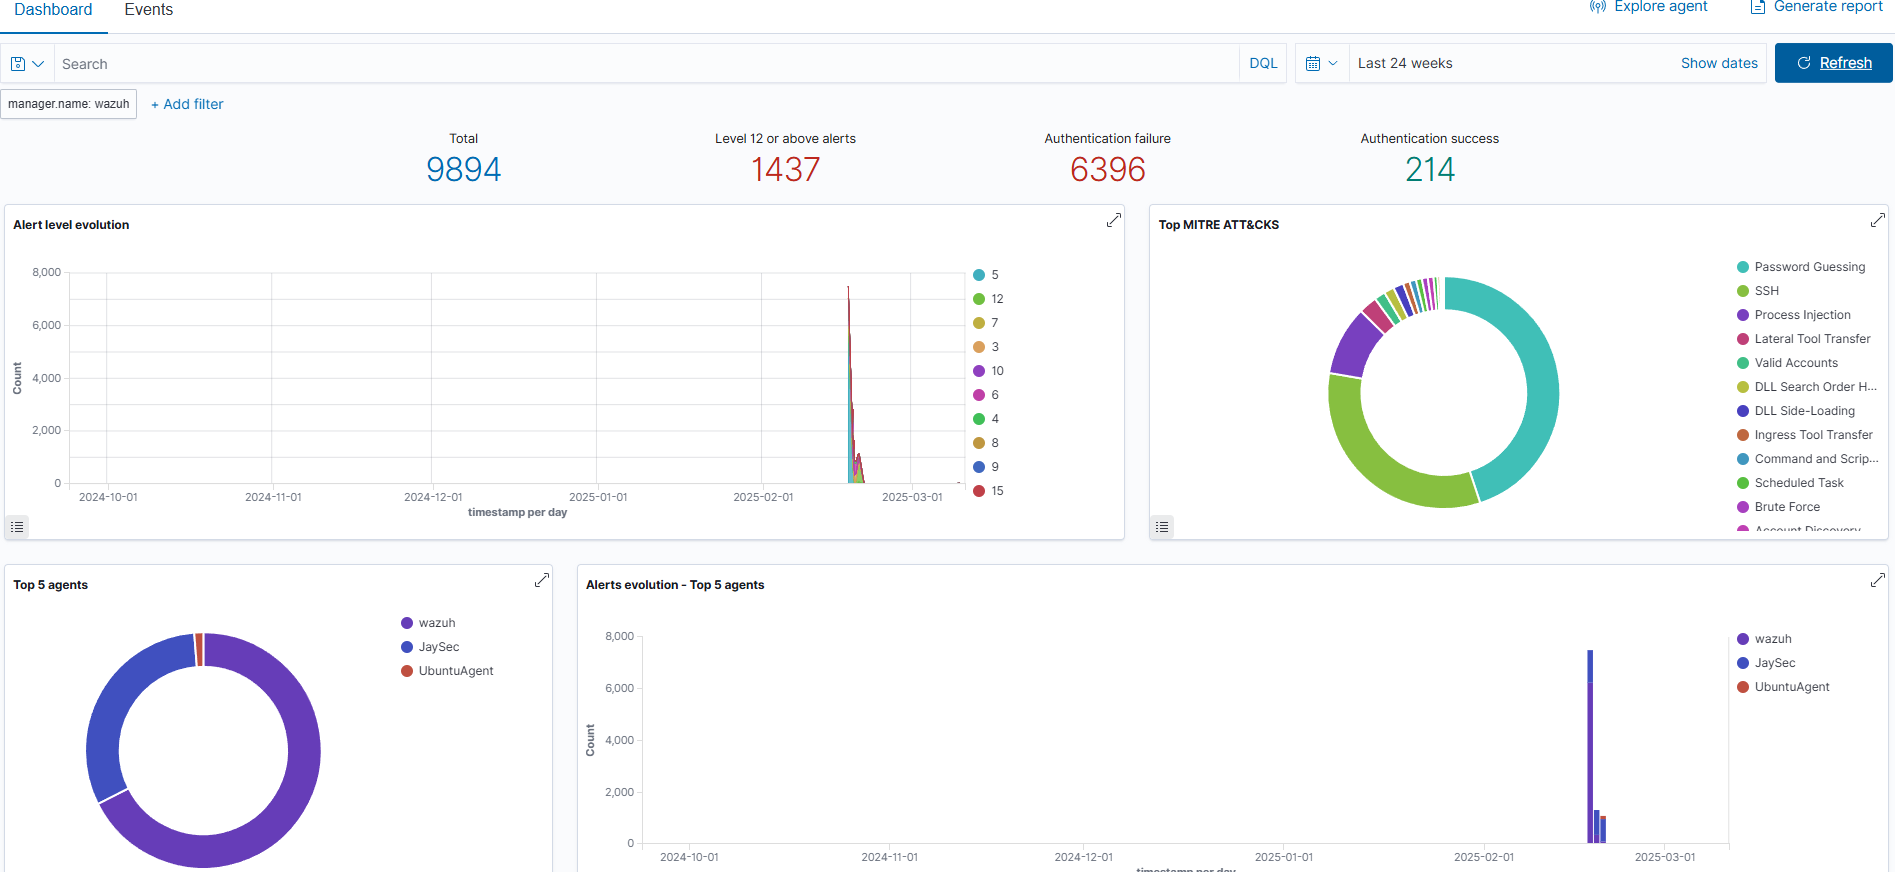 Dashboard Events Explore agent Generate report
Search DQL Last 24 weeks Show dates Refresh
manager.name: wazuh + Add filter
Total Level 12 or above alerts Authentication failure Authentication success
9894 1437 6396 214
Alert level evolution
8,000
6,000
4,000
2,000
0
Count
2024-10-01 2024-11-01 2024-12-01 2025-01-01 2025-02-01 2025-03-01
timestamp per day
5
12
7
3
10
6
4
8
9
15
Top MITRE ATT&CKS
Password Guessing
SSH
Process Injection
Lateral Tool Transfer
Valid Accounts
DLL Search Order H...
DLL Side-Loading
Ingress Tool Transfer
Command and Scrip...
Scheduled Task
Brute Force
Account Discovery
Top 5 agents
wazuh
JaySec
UbuntuAgent
Alerts evolution - Top 5 agents
8,000
6,000
4,000
2,000
0
Count
2024-10-01 2024-11-01 2024-12-01 2025-01-01 2025-02-01 2025-03-01
timestamp per day
wazuh
JaySec
UbuntuAgent